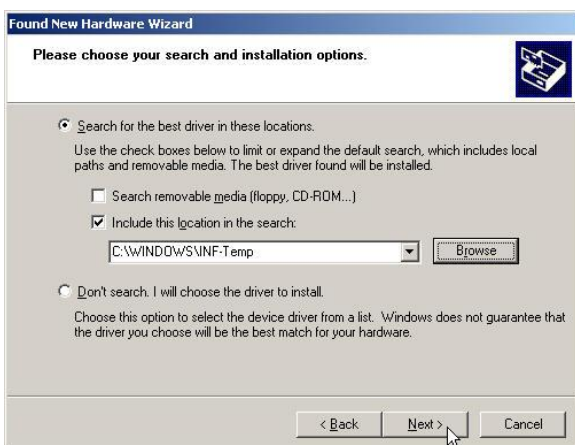 Found New Hardware Wizard
Please choose your search and installation options.
Search for the best driver in these locations.
Use the check boxes below to limit or expand the default search, which includes local
paths and removable media. The best driver found will be installed.
Search removable media (floppy, CD-ROM...)
Include this location in the search:
C:\WINDOWS\INF-Temp
Browse
Don't search. I will choose the driver to install.
Choose this option to select the device driver from a list. Windows does not guarantee that
the driver you choose will be the best match for your hardware.
< Back Next > Cancel